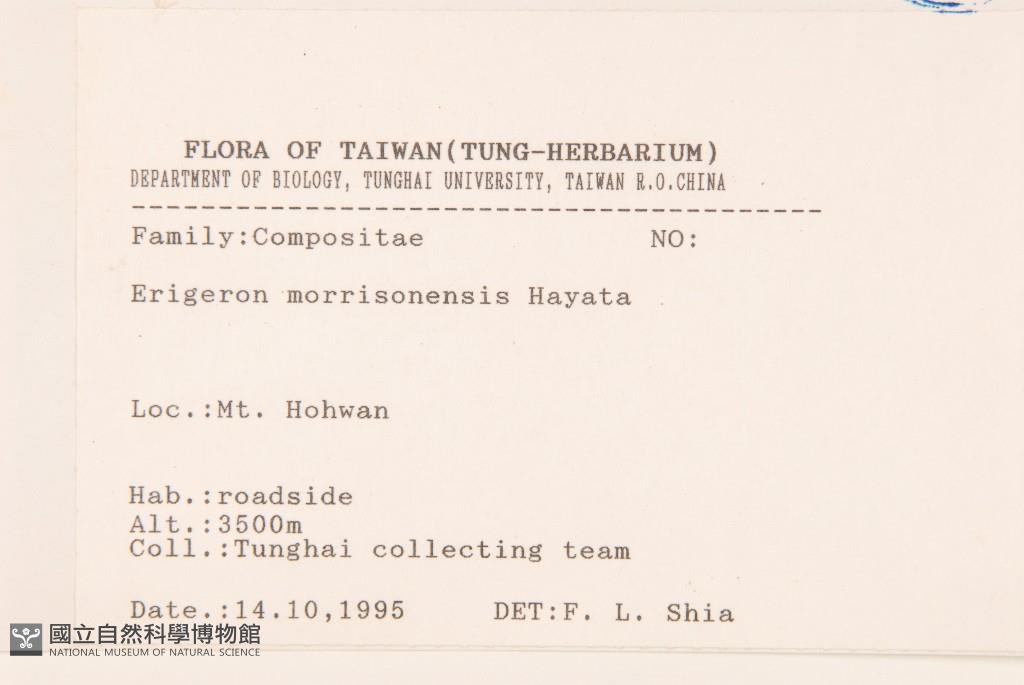 FLORA OF TAIWAN(TUNG-HERBARIUM)
DEPARTMENT OF BIOLOGY, TUNGHAI UNIVERSITY, TAIWAN R.O.CHINA
Family:Compositae NO:
Erigeron morrisonensis Hayata
Loc.:Mt. Hohwan
Hab.:roadside
Alt.:3500m
Coll.:Tunghai collecting team
Date.:14.10,1995 DET:F. L. Shia
國立自然科學博物館
NATIONAL MUSEUM OF NATURAL SCIENCE